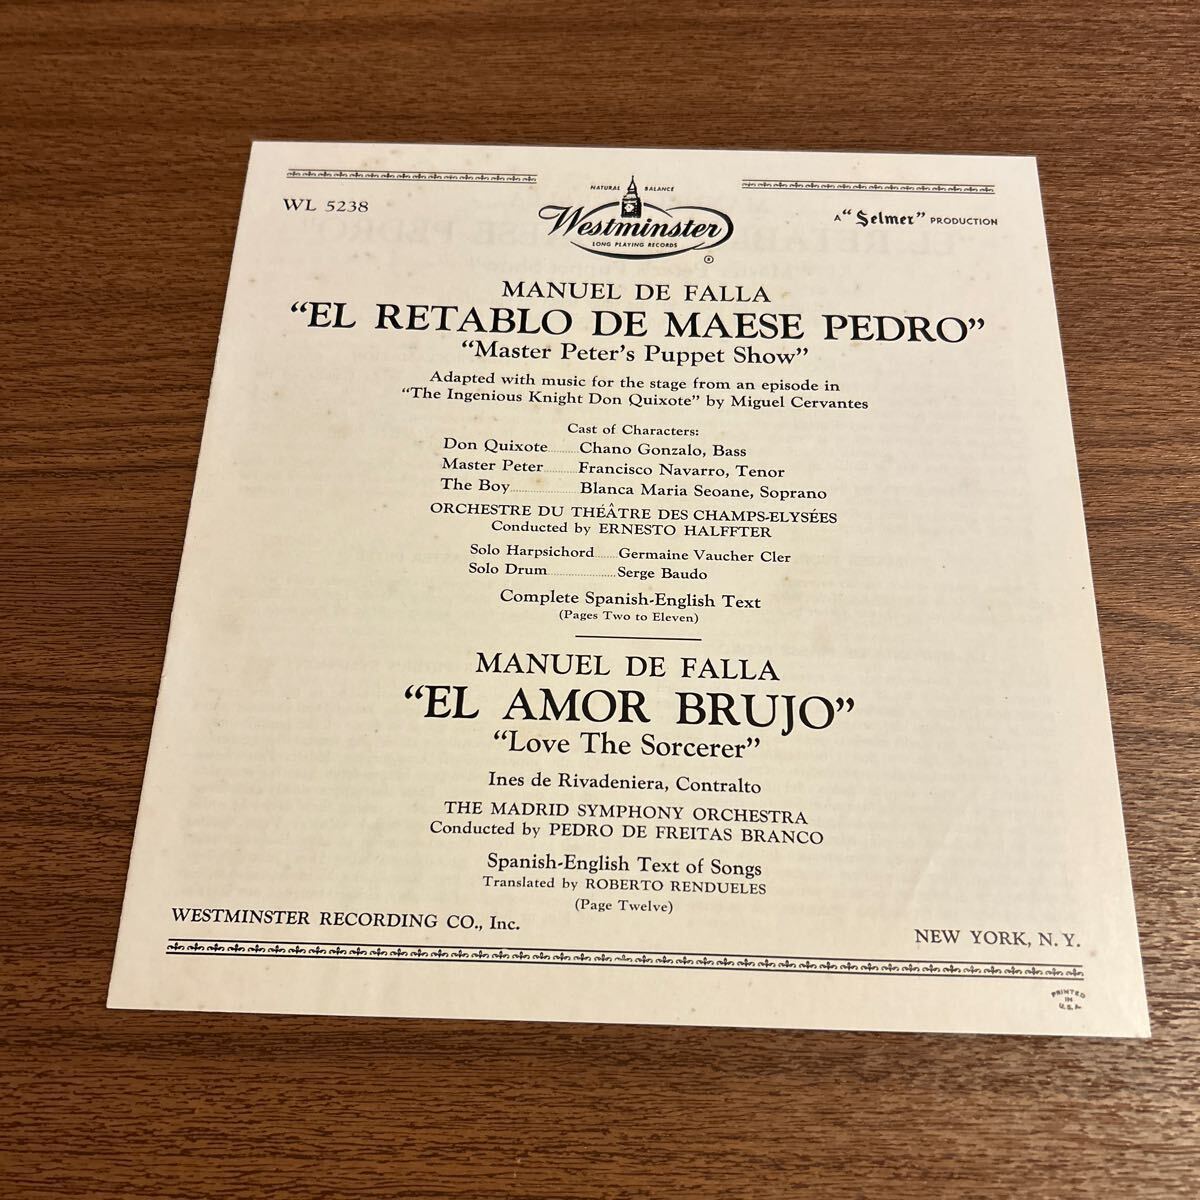 NATURAL BALANCE
WL 5238
Westminster
A "Selmer" PRODUCTION
LONG PLAYING RECORDS
®
MANUEL DE FALLA
"EL RETABLO DE MAESE PEDRO"
"Master Peter's Puppet Show"
Adapted with music for the stage from an episode in
"The Ingenious Knight Don Quixote" by Miguel Cervantes
Cast of Characters:
Don Quixote..........Chano Gonzalo, Bass
Master Peter..........Francisco Navarro, Tenor
The Boy....................Blanca Maria Seoane, Soprano
ORCHESTRE DU THÉÂTRE DES CHAMPS-ELYSÉES
Conducted by ERNESTO HALFFTER
Solo Harpsichord.......Germaine Vaucher Cler
Solo Drum......................Serge Baudo
Complete Spanish-English Text
(Pages Two to Eleven)
MANUEL DE FALLA
"EL AMOR BRUJO"
"Love The Sorcerer"
Ines de Rivadeniera, Contralto
THE MADRID SYMPHONY ORCHESTRA
Conducted by PEDRO DE FREITAS BRANCO
Spanish-English Text of Songs
Translated by ROBERTO RENDUELES
(Page Twelve)
WESTMINSTER RECORDING CO., Inc.
NEW YORK, N. Y.
PRINTED
IN
U.S.A.